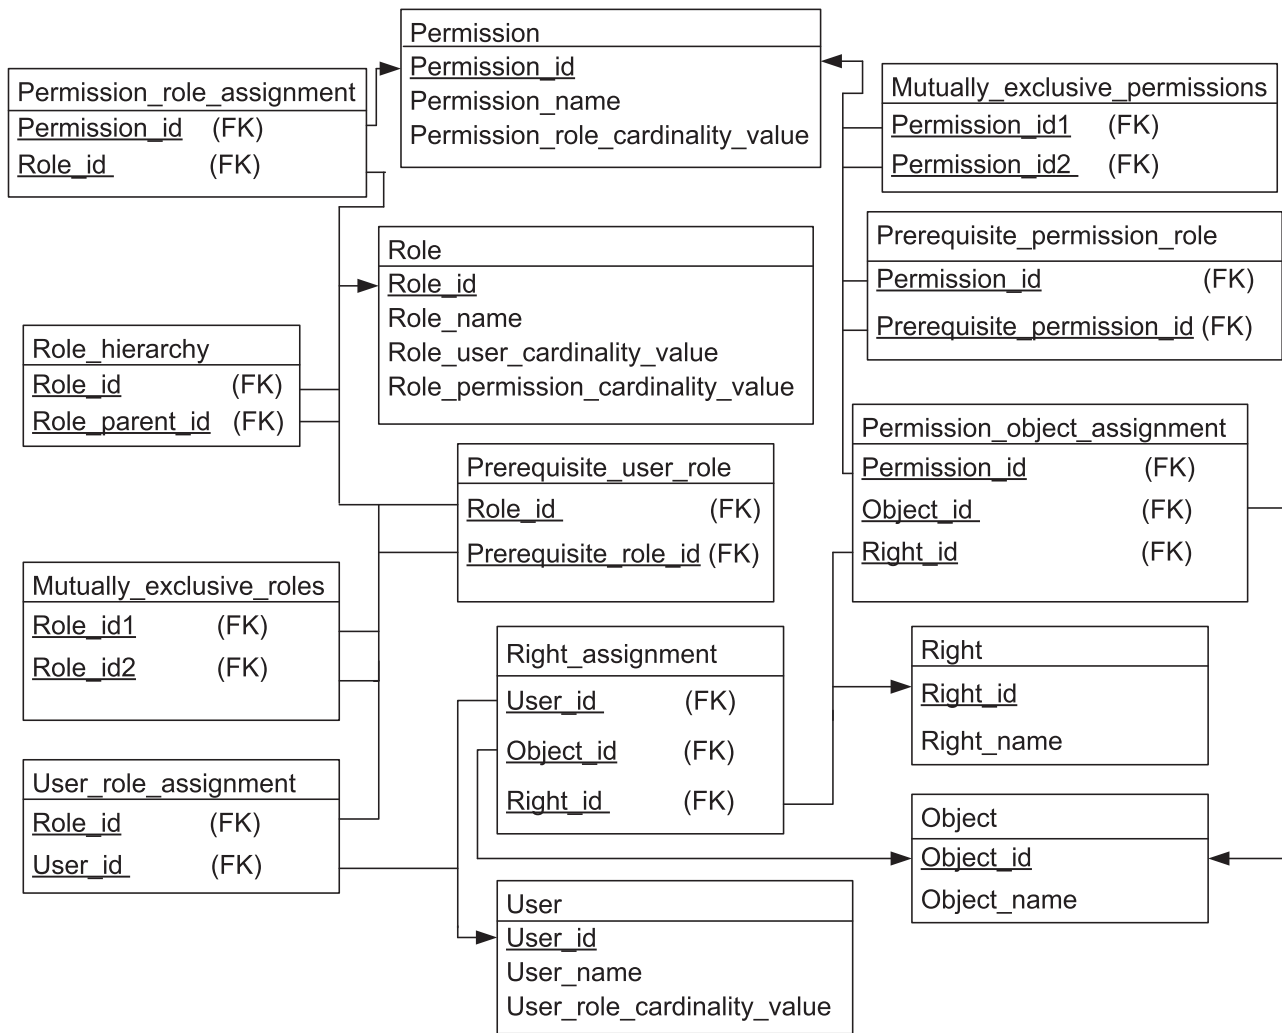 Permission
Permission_id
Permission_name
Permission_role_cardinality_value
Permission_role_assignment
Permission_id (FK)
Role_id (FK)
Mutually_exclusive_permissions
Permission_id1 (FK)
Permission_id2 (FK)
Role
Role_id
Role_name
Role_user_cardinality_value
Role_permission_cardinality_value
Prerequisite_permission_role
Permission_id (FK)
Prerequisite_permission_id (FK)
Role_hierarchy
Role_id (FK)
Role_parent_id (FK)
Prerequisite_user_role
Role_id (FK)
Prerequisite_role_id (FK)
Permission_object_assignment
Permission_id (FK)
Object_id (FK)
Right_id (FK)
Mutually_exclusive_roles
Role_id1 (FK)
Role_id2 (FK)
Right_assignment
User_id (FK)
Object_id (FK)
Right_id (FK)
Right
Right_id
Right_name
User_role_assignment
Role_id (FK)
User_id (FK)
Object
Object_id
Object_name
User
User_id
User_name
User_role_cardinality_value